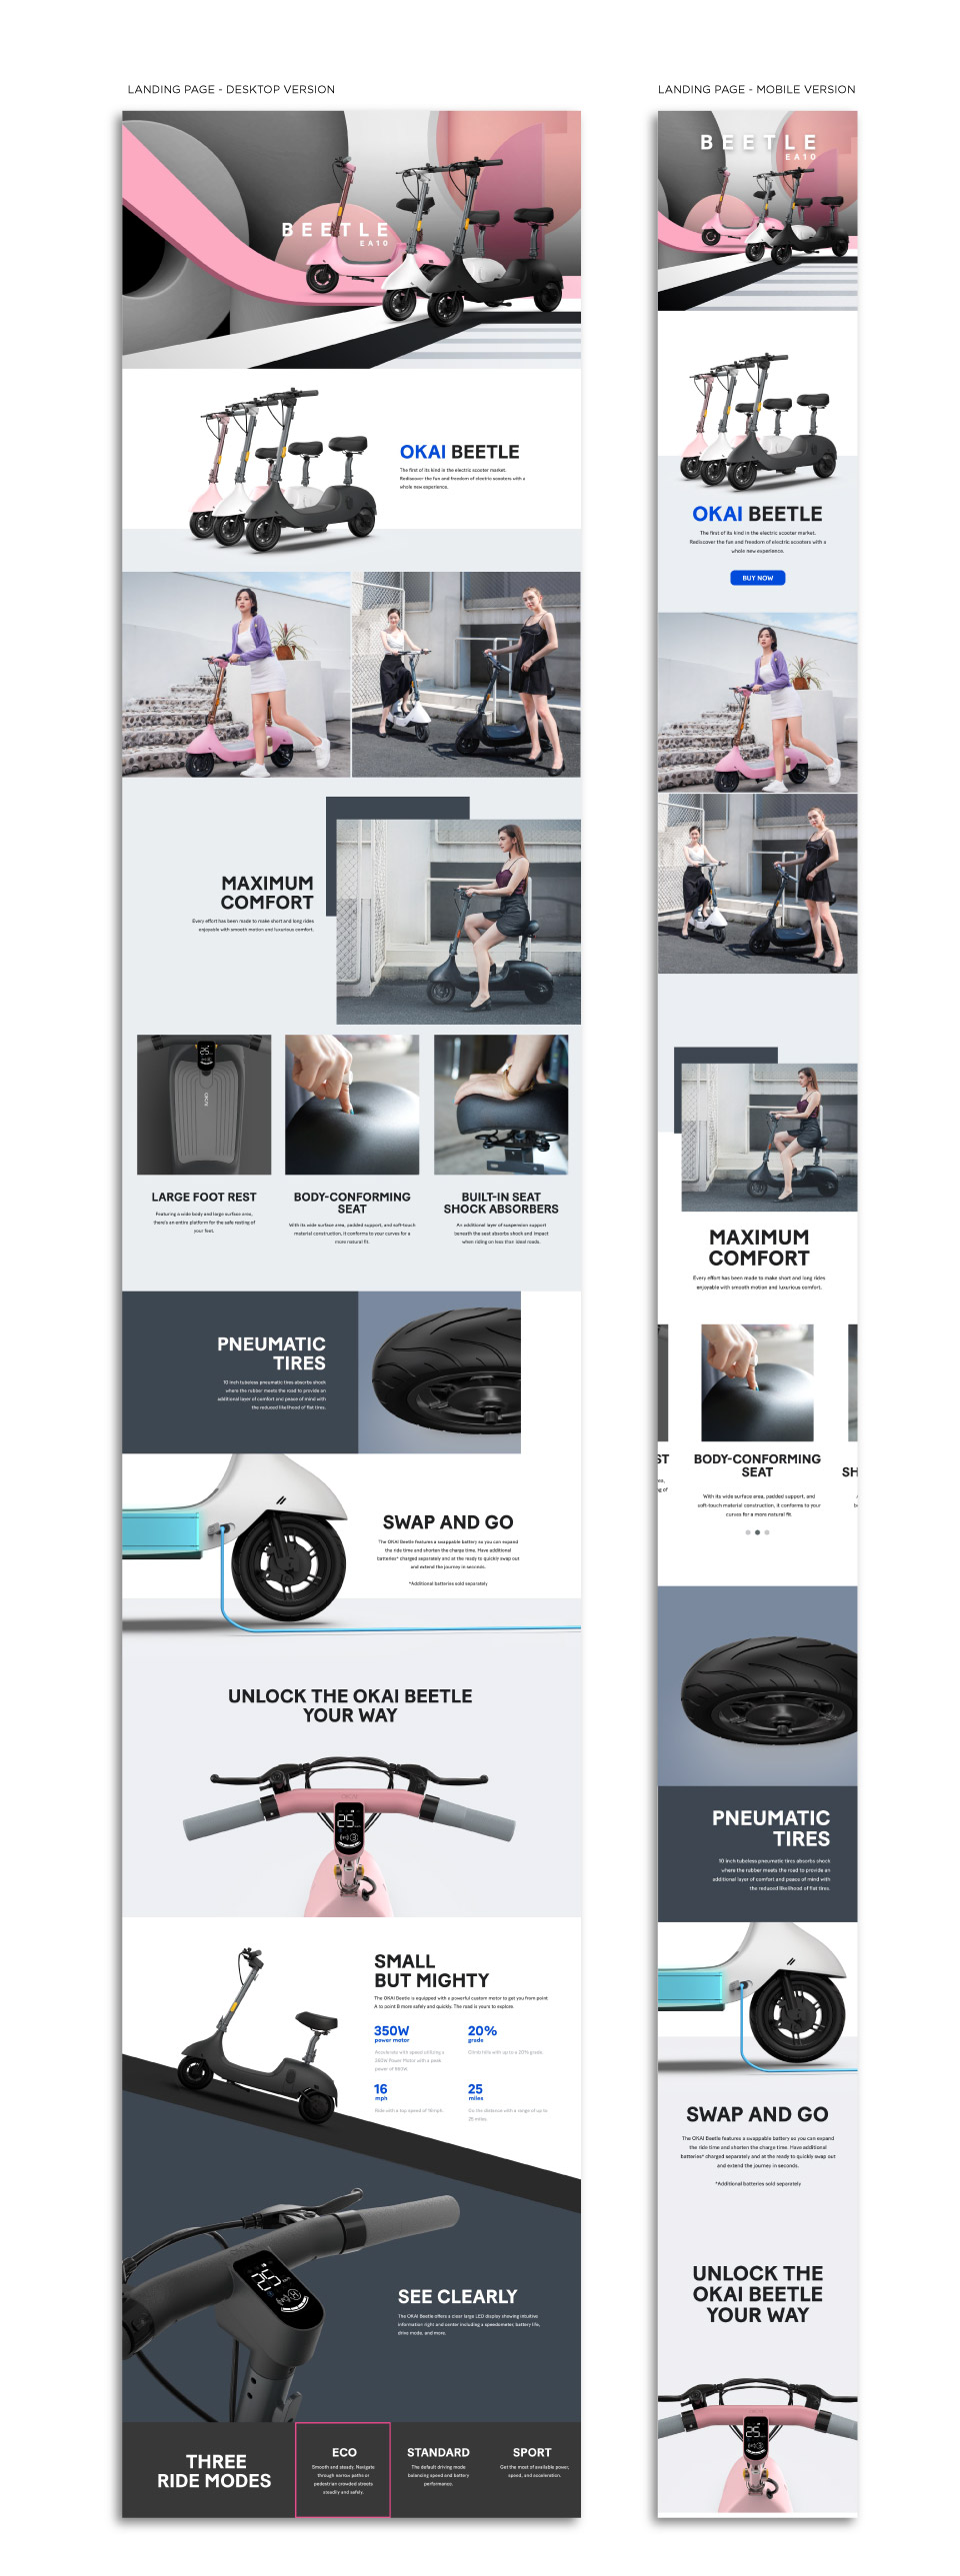 LANDING PAGE - DESKTOP VERSION
BEETLE
EA10
OKAI BEETLE
The first of its kind in the electric scooter market.
Rediscover the fun and freedom of electric scooters with a
whole new experience.
MAXIMUM
COMFORT
Every effort has been made to make short and long rides
enjoyable with smooth motion and luxurious comfort.
LARGE FOOT REST
Featuring a wide body and large surface area,
there's an entire platform for the safe resting of
your feet.
BODY-CONFORMING
SEAT
With its wide surface area, padded support, and soft-touch
material construction, it conforms to your curves for a
more natural fit.
BUILT-IN SEAT
SHOCK ABSORBERS
An additional layer of suspension support
beneath the seat absorbs shock and impact
when riding on less than ideal roads.
PNEUMATIC
TIRES
10 inch tubeless pneumatic tires absorbs shock
where the rubber meets the road to provide an
additional layer of comfort and peace of mind with
the reduced likelihood of flat tires.
SWAP AND GO
The OKAI Beetle features a swappable battery so you can expand
the ride time and shorten the charge time. Have additional
batteries* charged separately and at the ready to quickly swap out
and extend the journey in seconds.
*Additional batteries sold separately
UNLOCK THE OKAI BEETLE
YOUR WAY
25
SMALL
BUT MIGHTY
The OKAI Beetle is equipped with a powerful custom motor to get you from point
A to point B more safely and quickly. The road is yours to explore.
350W
power motor
Accelerate with speed utilizing a
350W Power Motor with a peak
power of
20%
grade
Climb hills with up to a 20% grade.
16
mph
Ride with a top speed of 16mph.
25
miles
Go the distance with a range of up to
25 miles.
SEE CLEARLY
The OKAI Beetle offers a clear large LED display showing intuitive
information right and center including a speedometer, battery life,
drive mode, and more.
THREE
RIDE MODES
ECO
Smooth and steady. Navigate
through narrow paths or
pedestrian crowded streets
steadily and safely.
STANDARD
The default driving mode
balancing speed and battery
performance.
SPORT
Get the most of available power,
speed, and acceleration.
LANDING PAGE - MOBILE VERSION
BEETLE
EA10
OKAI BEETLE
The first of its kind in the electric scooter market.
Rediscover the fun and freedom of electric scooters with a
whole new experience.
BUY NOW
MAXIMUM
COMFORT
Every effort has been made to make short and long rides
enjoyable with smooth motion and luxurious comfort.
ST
BODY-CONFORMING
SEAT
SH
With its wide surface area, padded support, and
soft-touch material construction, it conforms to your
curves for a more natural fit.
PNEUMATIC
TIRES
10 inch tubeless pneumatic tires absorbs shock
where the rubber meets the road to provide an
additional layer of comfort and peace of mind with
the reduced likelihood of flat tires.
SWAP AND GO
The OKAI Beetle features a swappable battery so you can expand
the ride time and shorten the charge time. Have additional
batteries* charged separately and at the ready to quickly swap out
and extend the journey in seconds.
*Additional batteries sold separately
UNLOCK THE
OKAI BEETLE
YOUR WAY
25